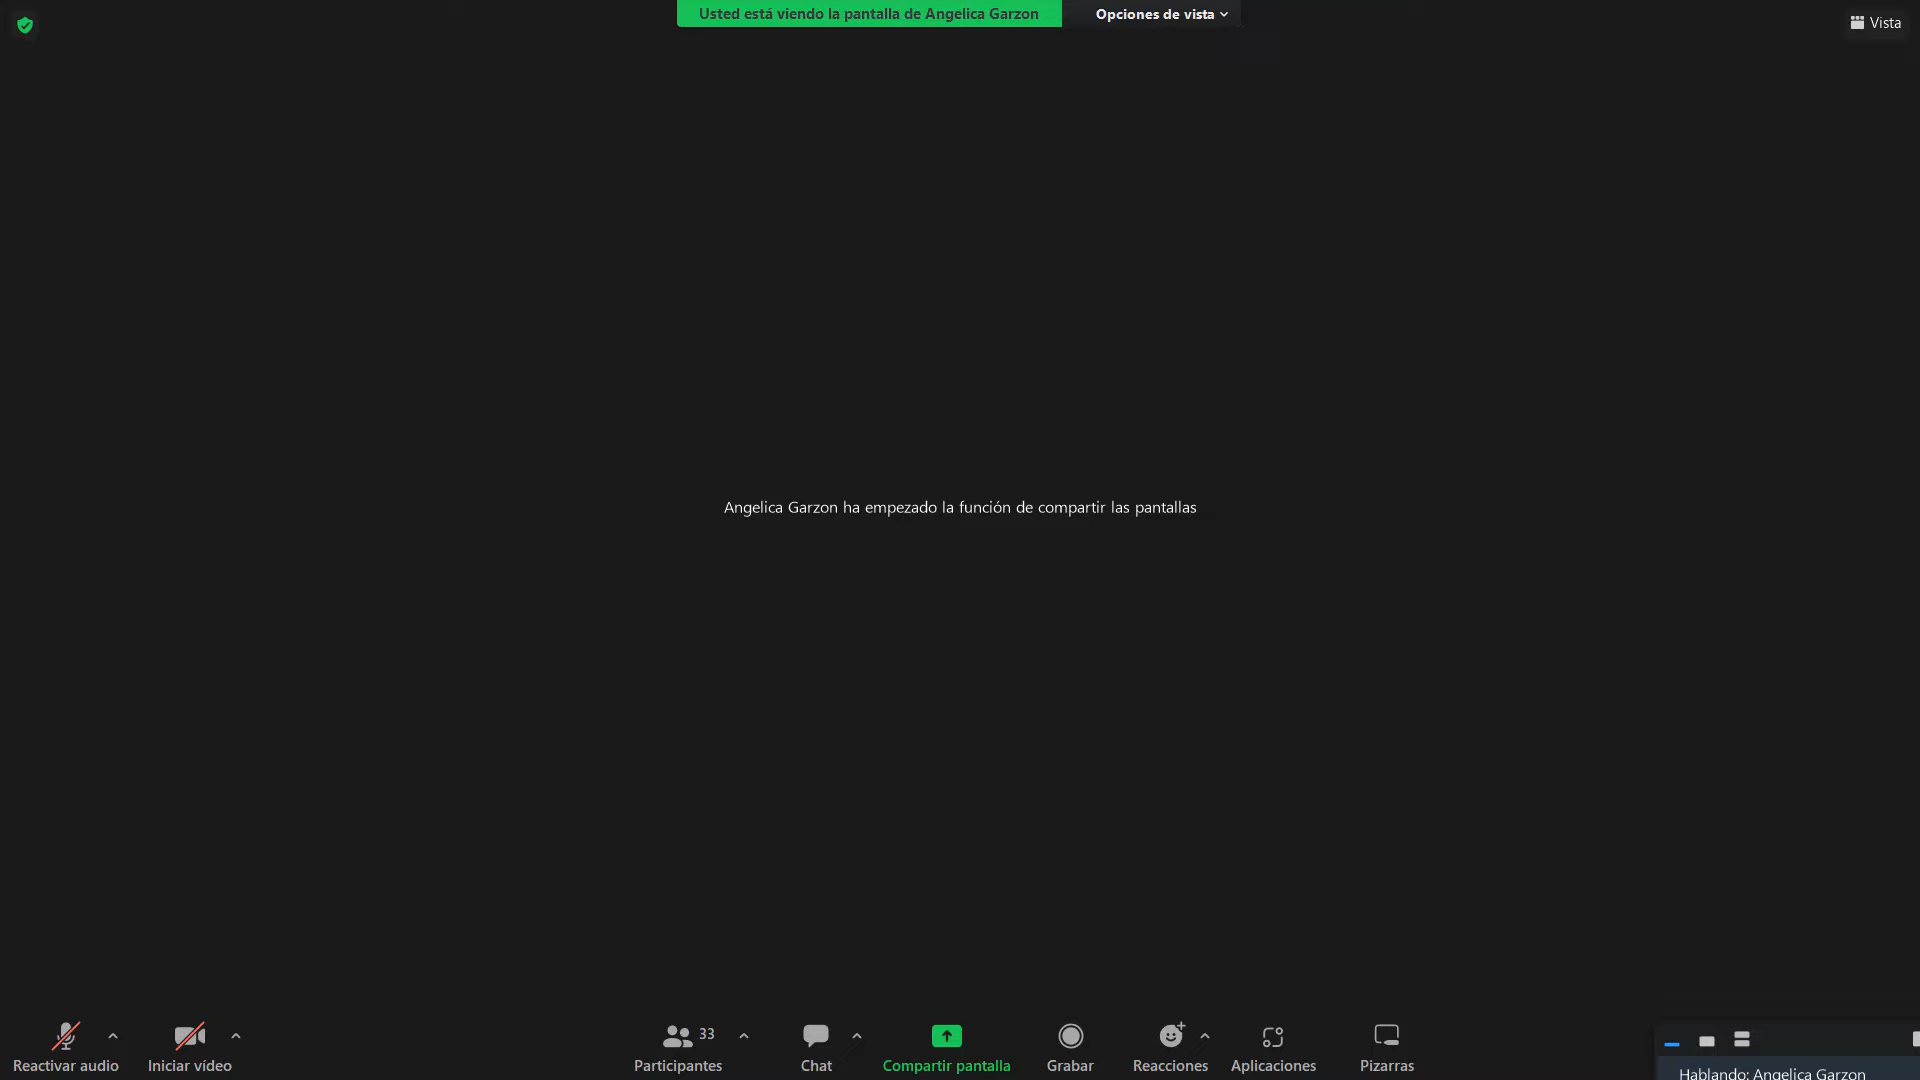 Usted está viendo la pantalla de Angelica Garzon
Opciones de vista
Vista
Angelica Garzon ha empezado la función de compartir las pantallas
33
Reactivar audio
Iniciar vídeo
Participantes
Chat
Compartir pantalla
Grabar
Reacciones
Aplicaciones
Pizarras
Hablando: Angelica Garzon